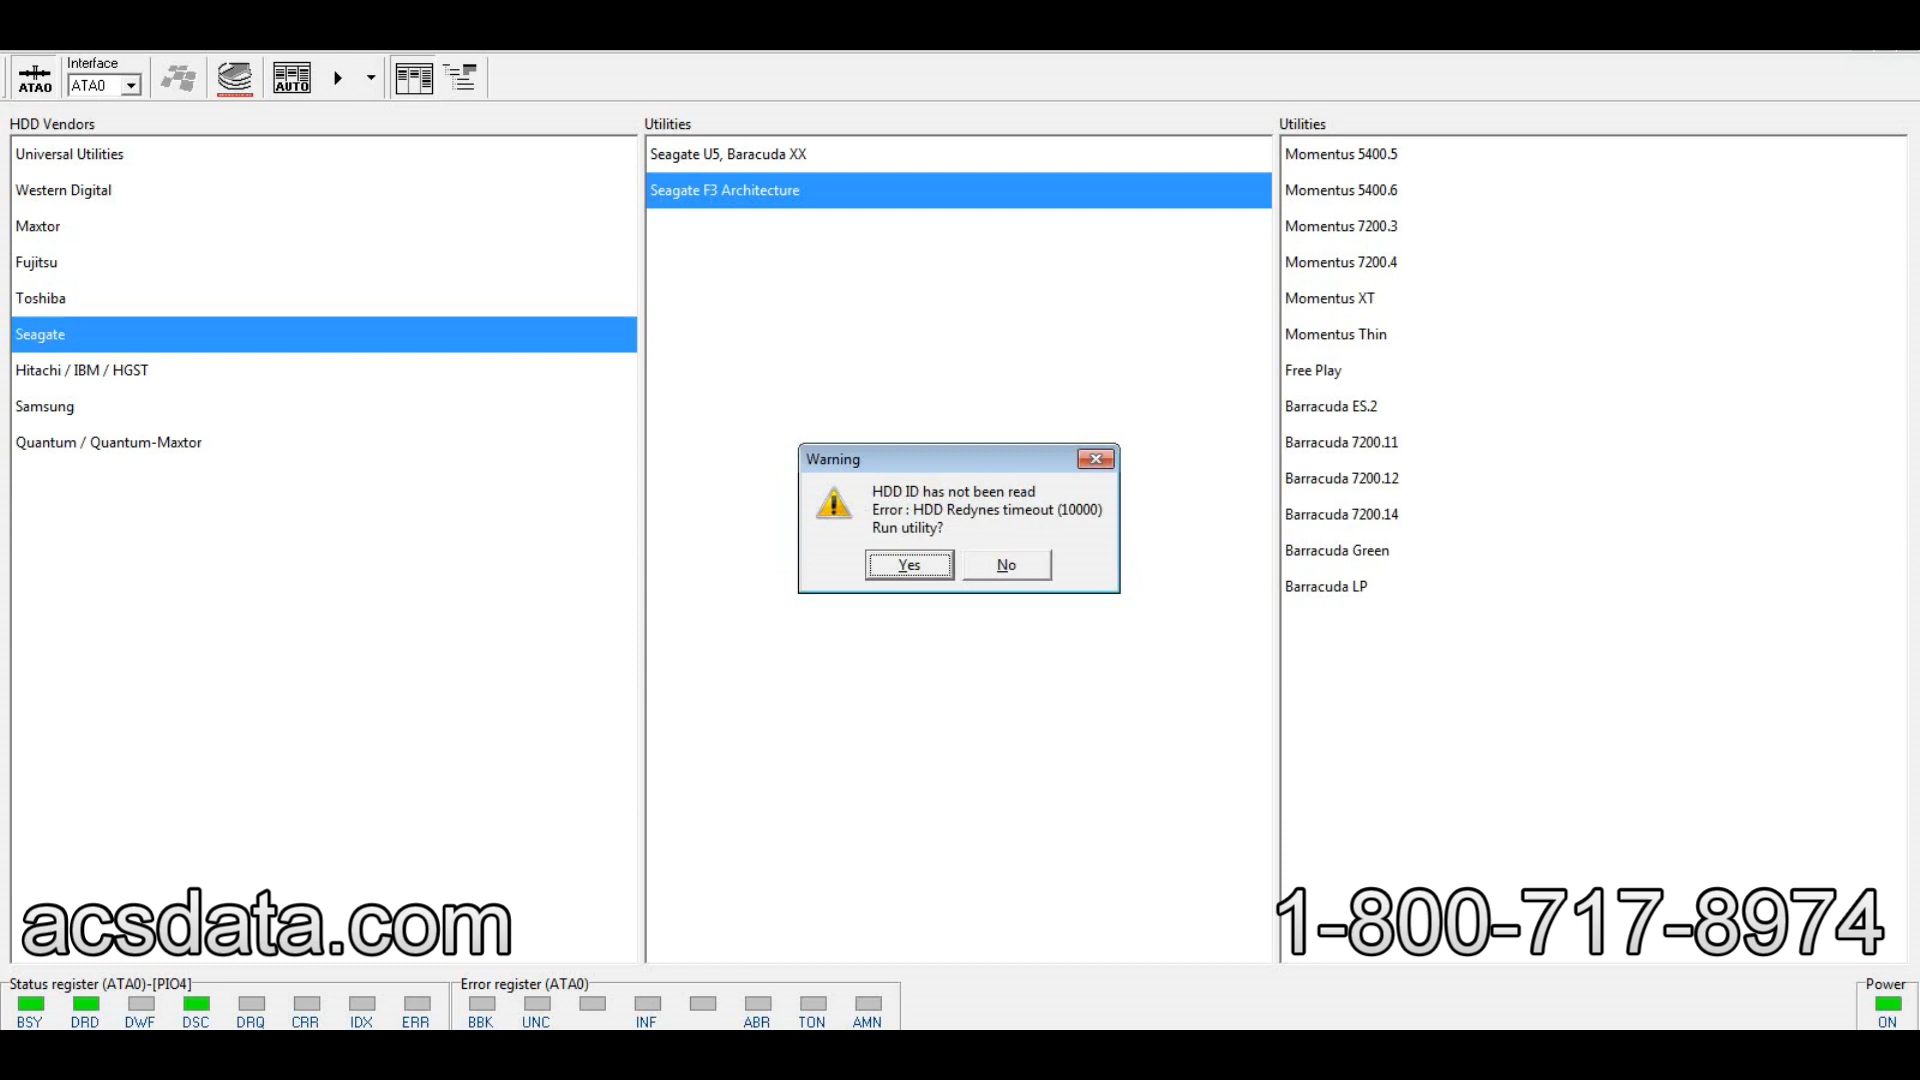 ATA0
Interface
ATA0
AUTO
HDD Vendors
Universal Utilities
Western Digital
Maxtor
Fujitsu
Toshiba
Seagate
Hitachi / IBM / HGST
Samsung
Quantum / Quantum-Maxtor
Utilities
Seagate U5, Baracuda XX
Seagate F3 Architecture
Utilities
Momentus 5400.5
Momentus 5400.6
Momentus 7200.3
Momentus 7200.4
Momentus XT
Momentus Thin
Free Play
Barracuda ES.2
Barracuda 7200.11
Barracuda 7200.12
Barracuda 7200.14
Barracuda Green
Barracuda LP
Warning
HDD ID has not been read
Error : HDD Redynes timeout (10000)
Run utility?
Yes No
acsdata.com
1-800-717-8974
Status register (ATA0)-[PIO4]
BSY DRD DWF DSC DRQ CRR IDX ERR
Error register (ATA0)
BBK UNC INF ABR TON AMN
Power
ON